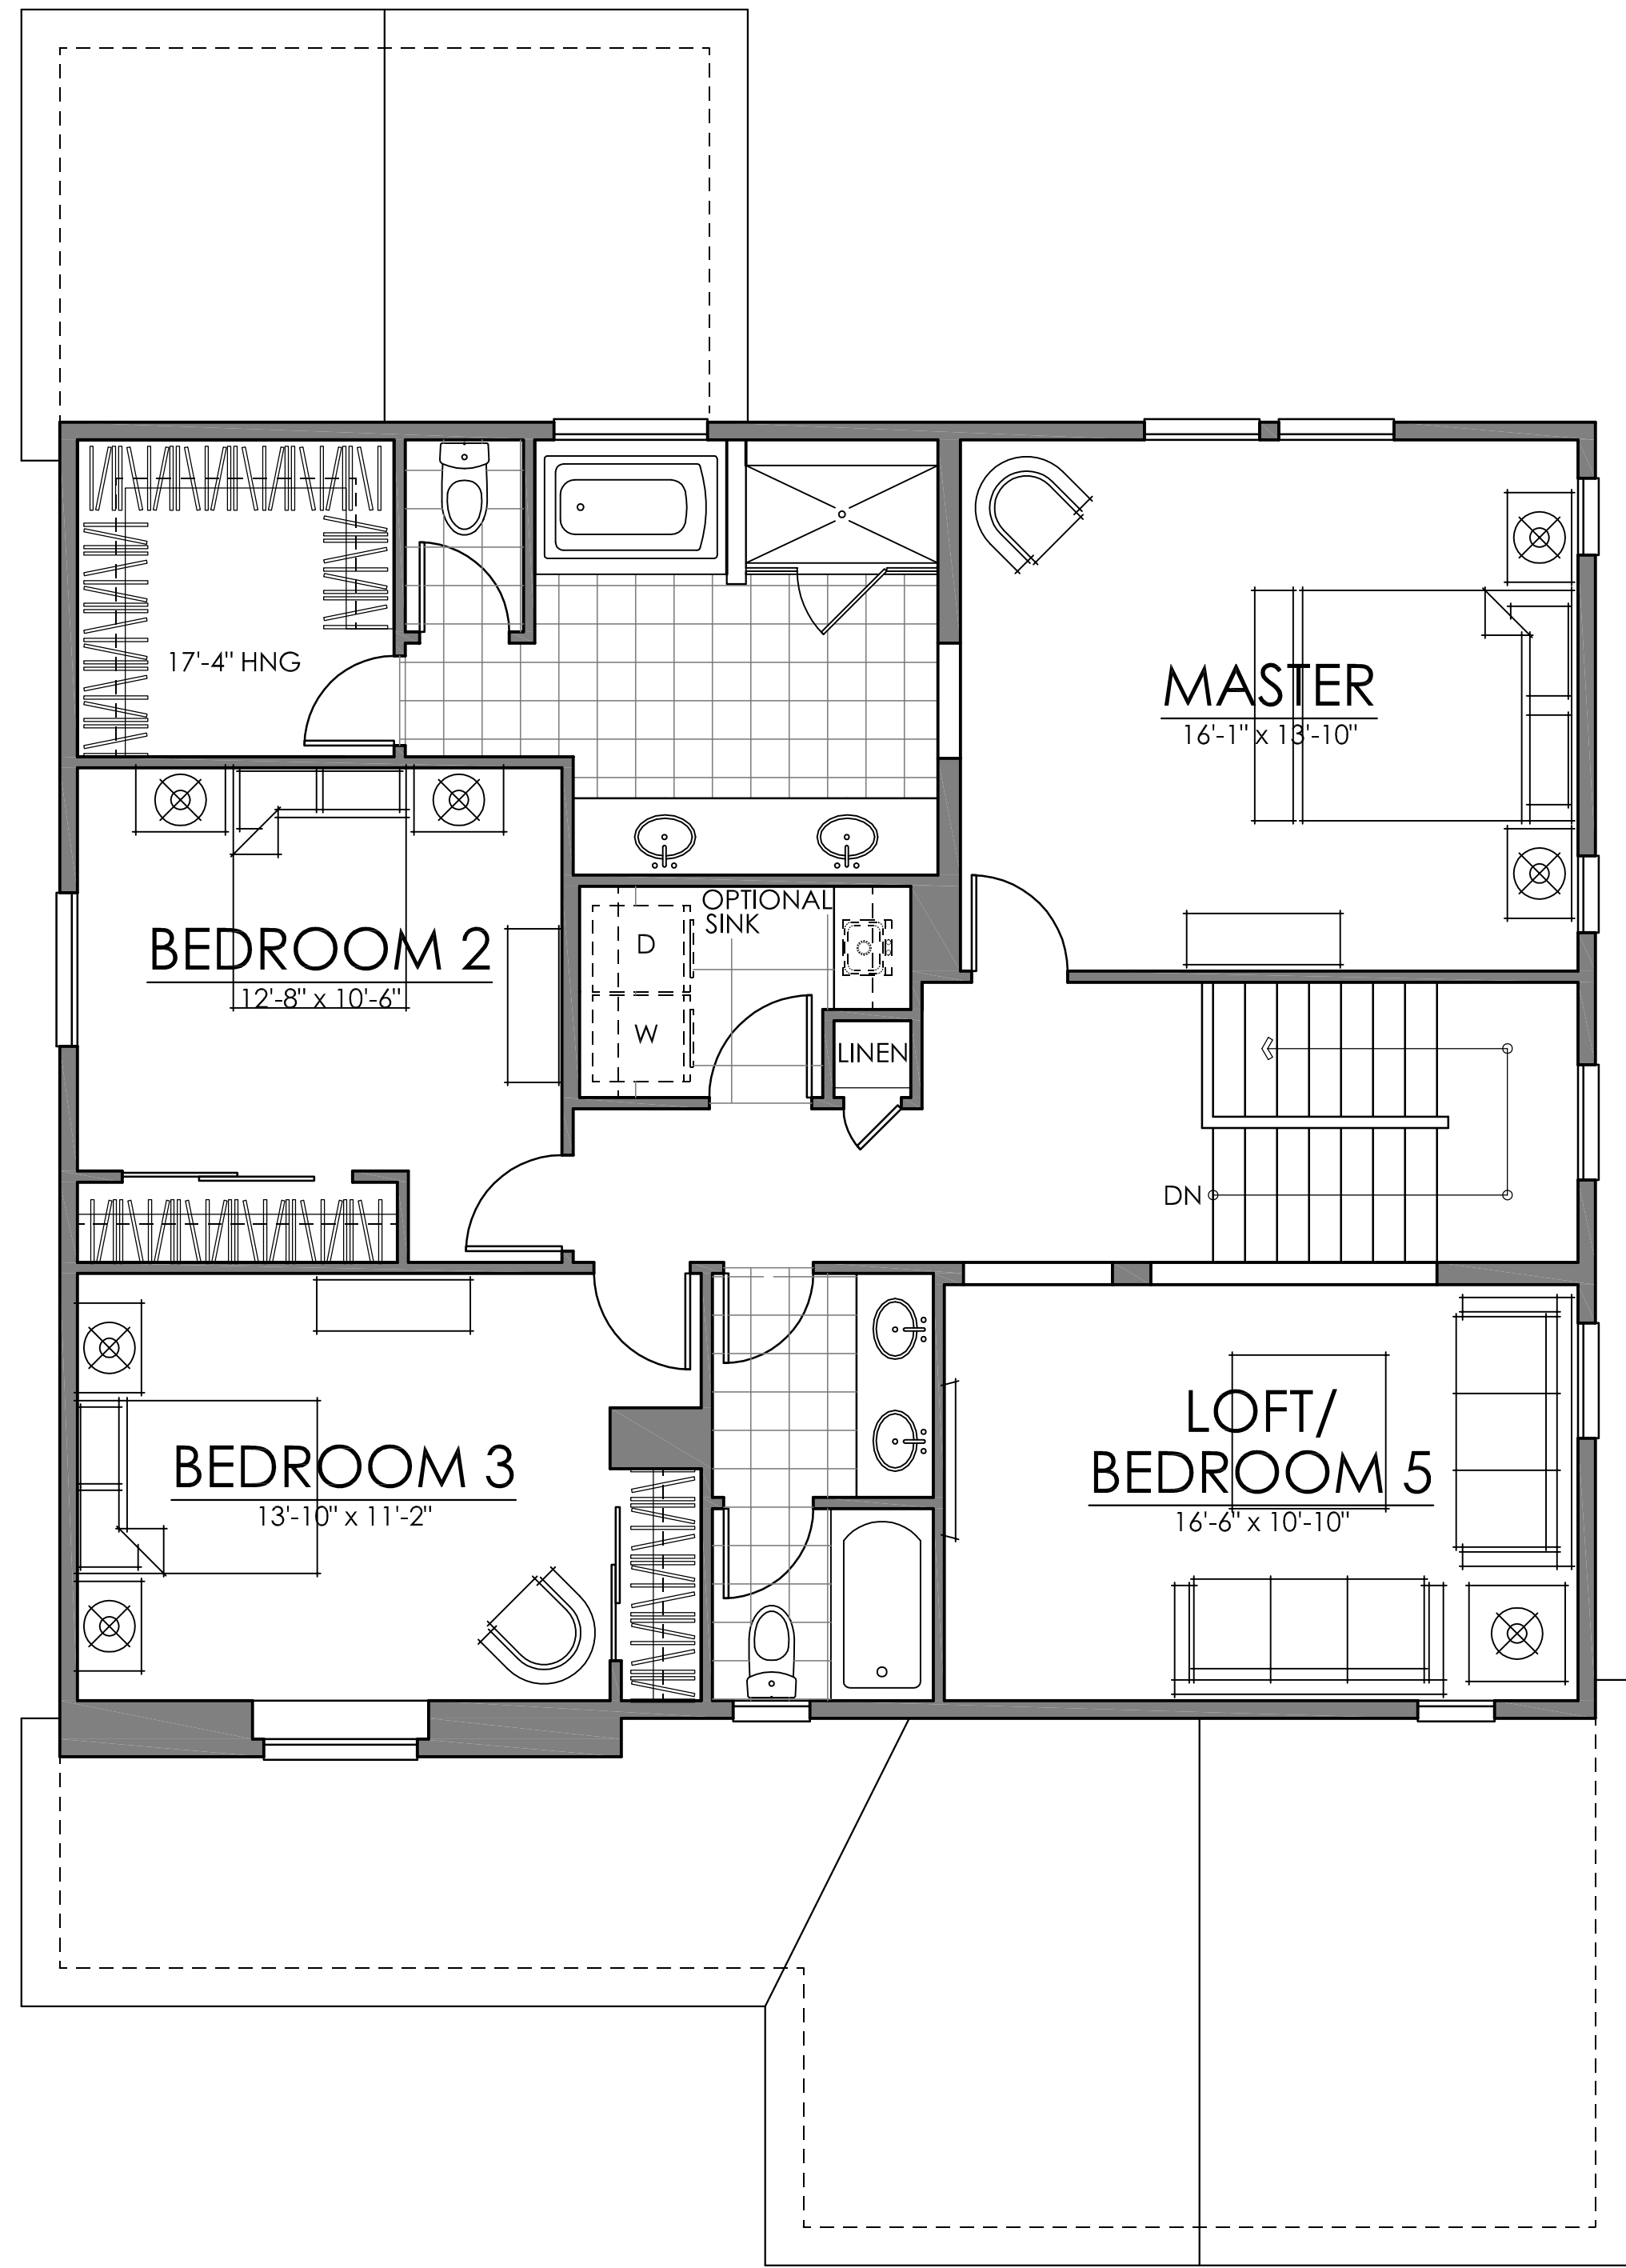 17'-4" HNG
MASTER
16'-1" x 13'-10"
OPTIONAL
SINK
D
BEDROOM 2
12'-8" x 10'-6"
W
LINEN
DN
LOFT/
BEDROOM 5
16'-6" x 10'-10"
BEDROOM 3
13'-10" x 11'-2"